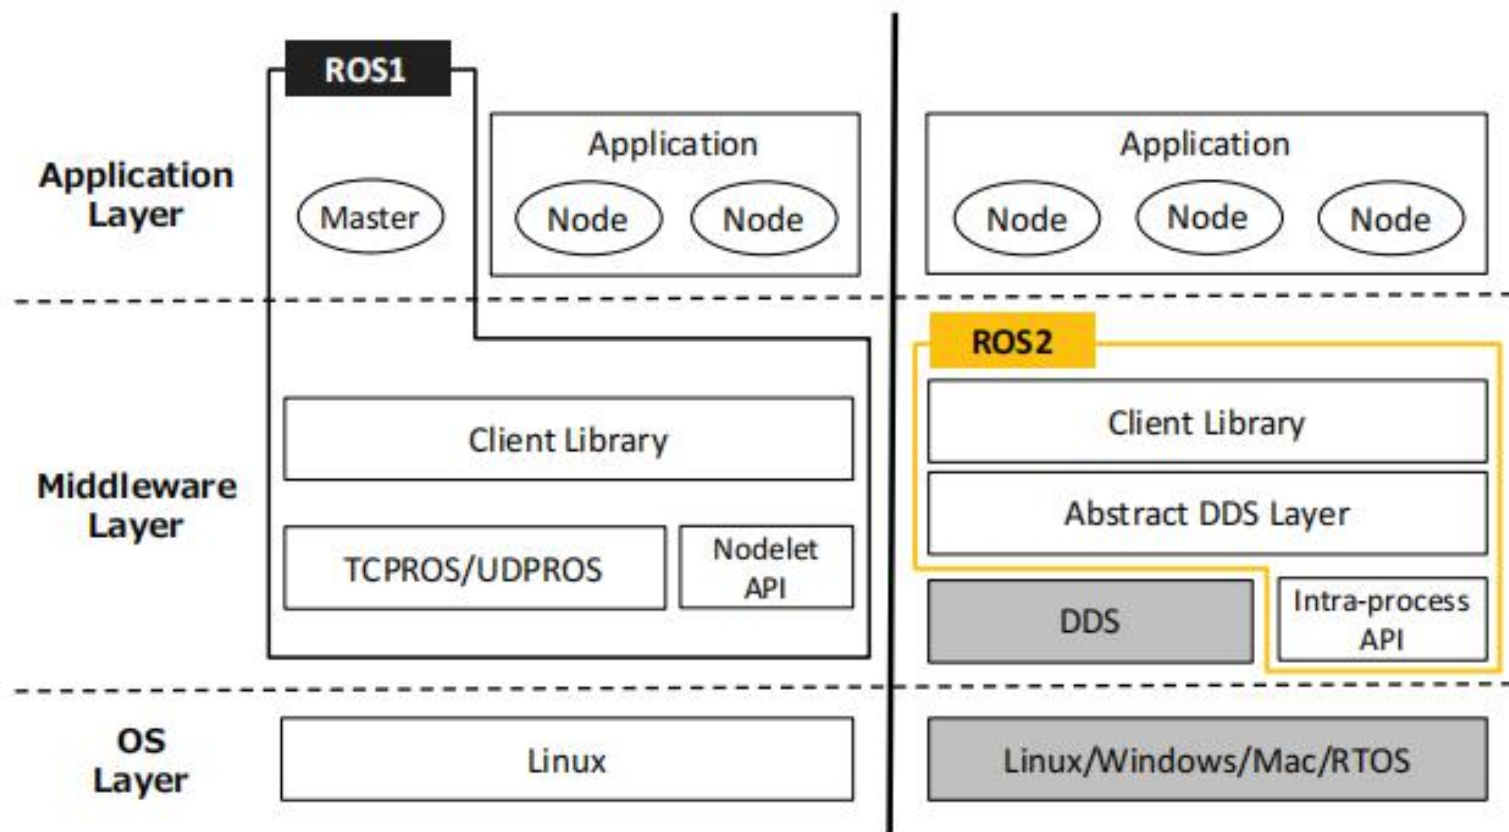 ROS1
Application
Layer
Master
Application
Node
Node
Application
Node
Node
Node
Middleware
Layer
Client Library
TCPROS/UDPROS
Nodelet
API
ROS2
Client Library
Abstract DDS Layer
DDS
Intra-process
API
OS
Layer
Linux
Linux/Windows/Mac/RTOS